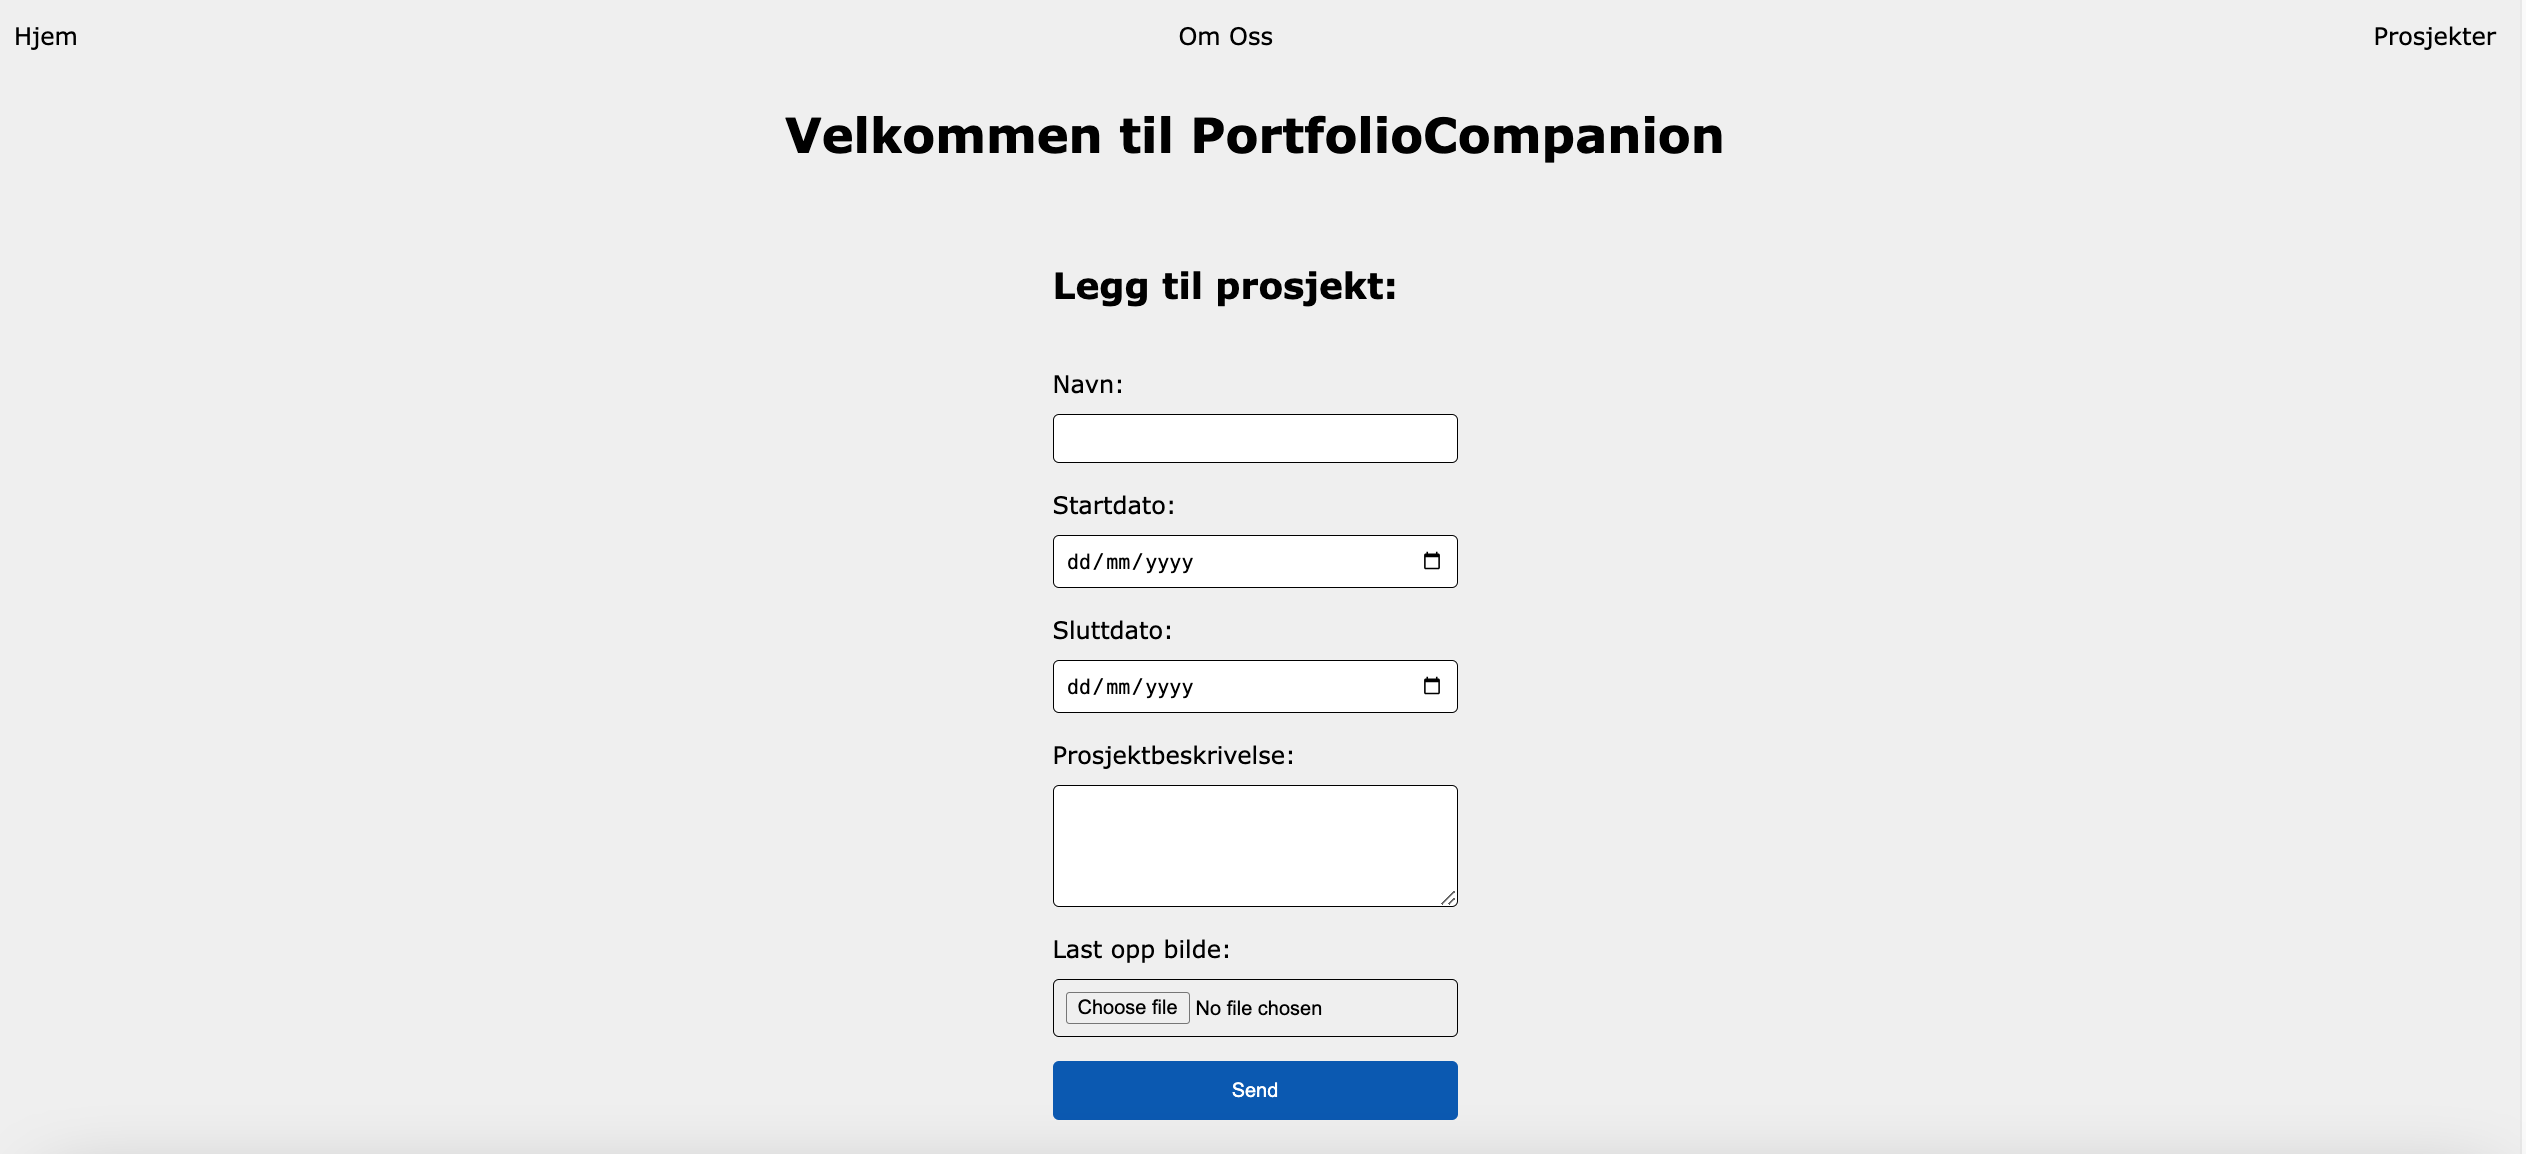 Hjem Om Oss Prosjekter
Velkommen til PortfolioCompanion
Legg til prosjekt:
Navn:
Startdato:
dd/mm/yyyy
Sluttdato:
dd/mm/yyyy
Prosjektbeskrivelse:
Last opp bilde:
Choose file No file chosen
Send